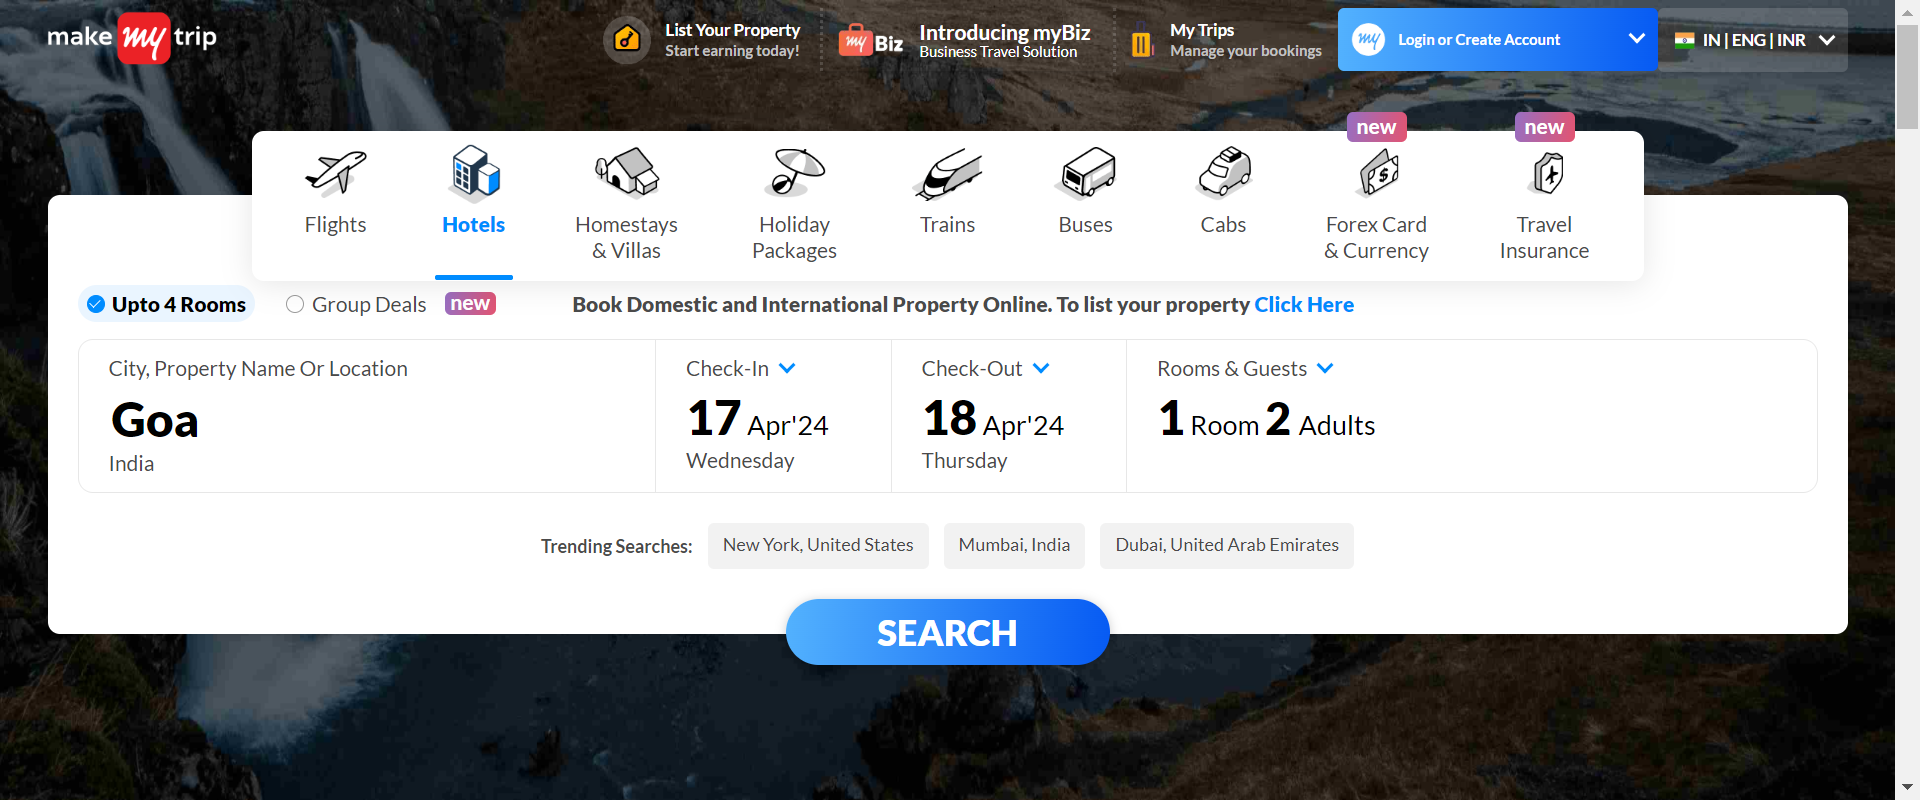 make my trip
List Your Property
Start earning today!
my Biz
Introducing myBiz
Business Travel Solution
My Trips
Manage your bookings
my
Login or Create Account
IN | ENG | INR
new
new
Flights
Hotels
Homestays
& Villas
Holiday
Packages
Trains
Buses
Cabs
Forex Card
& Currency
Travel
Insurance
Upto 4 Rooms
Group Deals
new
Book Domestic and International Property Online. To list your property Click Here
City, Property Name Or Location
Goa
India
Check-In
17 Apr'24
Wednesday
Check-Out
18 Apr'24
Thursday
Rooms & Guests
1 Room 2 Adults
Trending Searches:
New York, United States
Mumbai, India
Dubai, United Arab Emirates
SEARCH